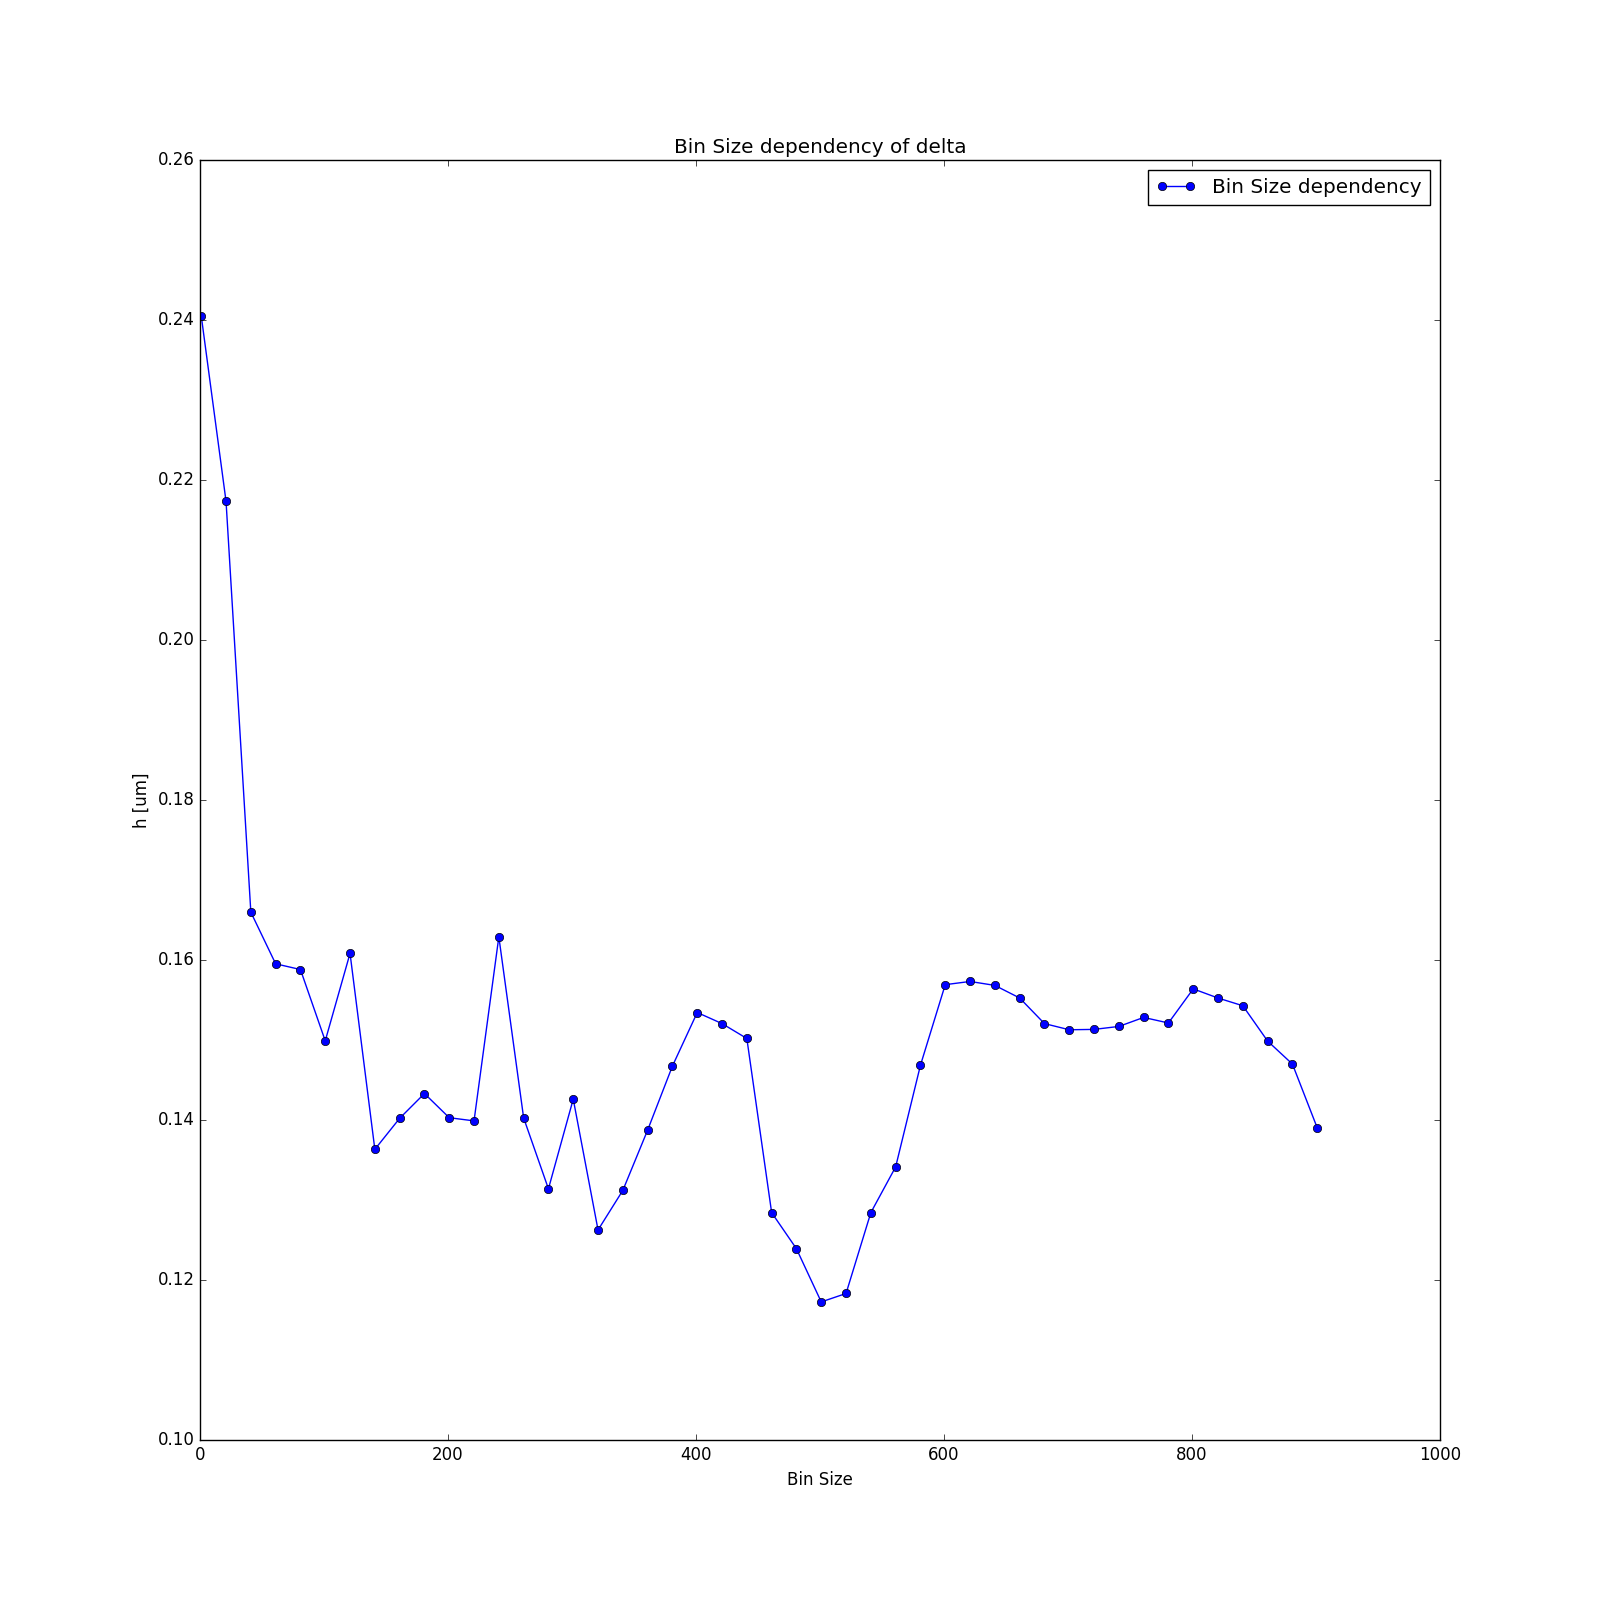 Bin Size dependency of delta
Bin Size dependency
0.26
0.24
0.22
0.20
0.18
0.16
0.14
0.12
0.10
h [um]
0 200 400 600 800 1000
Bin Size